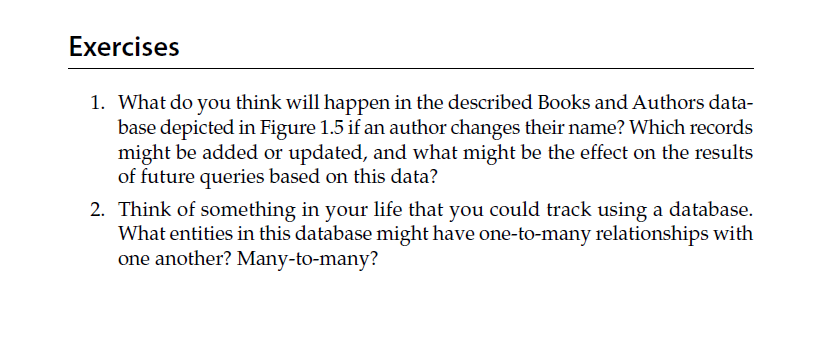 Exercises
1. What do you think will happen in the described Books and Authors data-
base depicted in Figure 1.5 if an author changes their name? Which records
might be added or updated, and what might be the effect on the results
of future queries based on this data?
2. Think of something in your life that you could track using a database.
What entities in this database might have one-to-many relationships with
one another? Many-to-many?